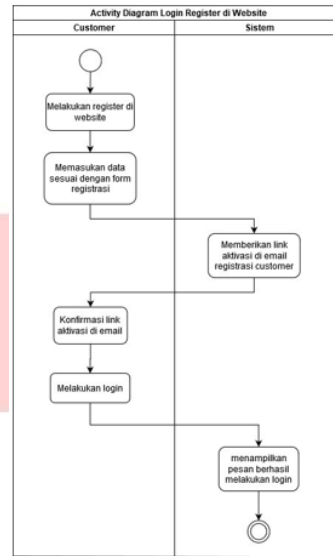 Activity Diagram Login Register di Website
Customer
Sistem
Melakukan register di
website
Memasukan data
sesuai dengan form
registrasi
Memberikan link
aktivasi di email
registrasi customer
Konfirmasi link
aktivasi di email
Melakukan login
menampilkan
pesan berhasil
melakukan login